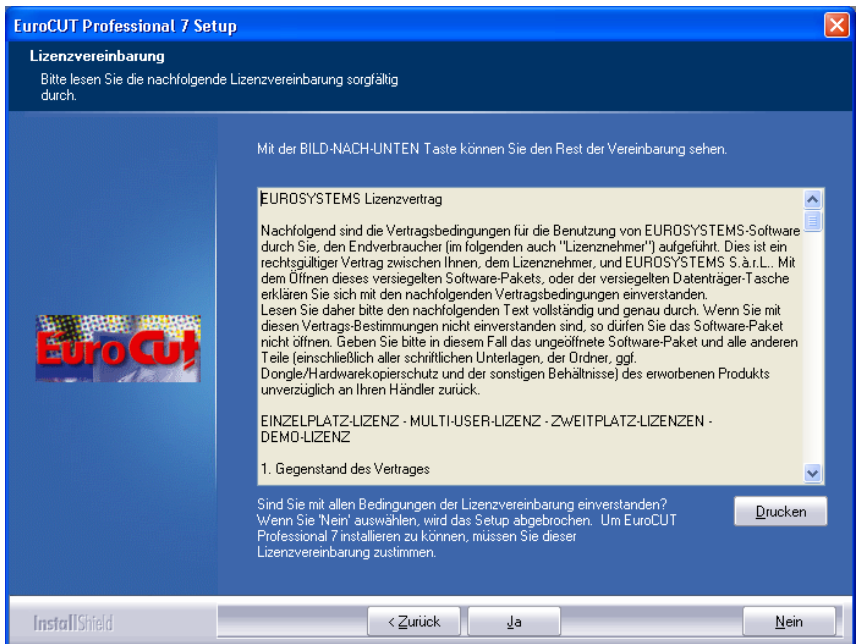 EuroCUT Professional 7 Setup
Lizenzvereinbarung
Bitte lesen Sie die nachfolgende Lizenzvereinbarung sorgfältig
durch.
Mit der BILD-NACH-UNTEN Taste können Sie den Rest der Vereinbarung sehen.
EUROSYSTEMS Lizenzvertrag
Nachfolgend sind die Vertragsbedingungen für die Benutzung von EUROSYSTEMS-Software
durch Sie, den Endverbraucher (im folgenden auch "Lizenznehmer") aufgeführt. Dies ist ein
rechtsgültiger Vertrag zwischen Ihnen, dem Lizenznehmer, und EUROSYSTEMS S.à.r.L.. Mit
dem Öffnen dieses versiegelten Software-Pakets, oder der versiegelten Datenträger-Tasche
erklären Sie sich mit den nachfolgenden Vertragsbedingungen einverstanden.
Lesen Sie daher bitte den nachfolgenden Text vollständig und genau durch. Wenn Sie mit
diesen Vertrags-Bestimmungen nicht einverstanden sind, so dürfen Sie das Software-Paket
nicht öffnen. Geben Sie bitte in diesem Fall das ungeöffnete Software-Paket und alle anderen
Teile (einschließlich aller schriftlichen Unterlagen, der Ordner, ggf.
Dongle/Hardwarekopierschutz und der sonstigen Behältnisse) des erworbenen Produkts
unverzüglich an Ihren Händler zurück.
EINZELPLATZ-LIZENZ - MULTI-USER-LIZENZ - ZWEITPLATZ-LIZENZEN -
DEMO-LIZENZ
1. Gegenstand des Vertrages
EuroCut
Sind Sie mit allen Bedingungen der Lizenzvereinbarung einverstanden?
Wenn Sie 'Nein' auswählen, wird das Setup abgebrochen. Um EuroCUT
Professional 7 installieren zu können, müssen Sie dieser
Lizenzvereinbarung zustimmen.
Drucken
InstallShield
< Zurück
Ja
Nein